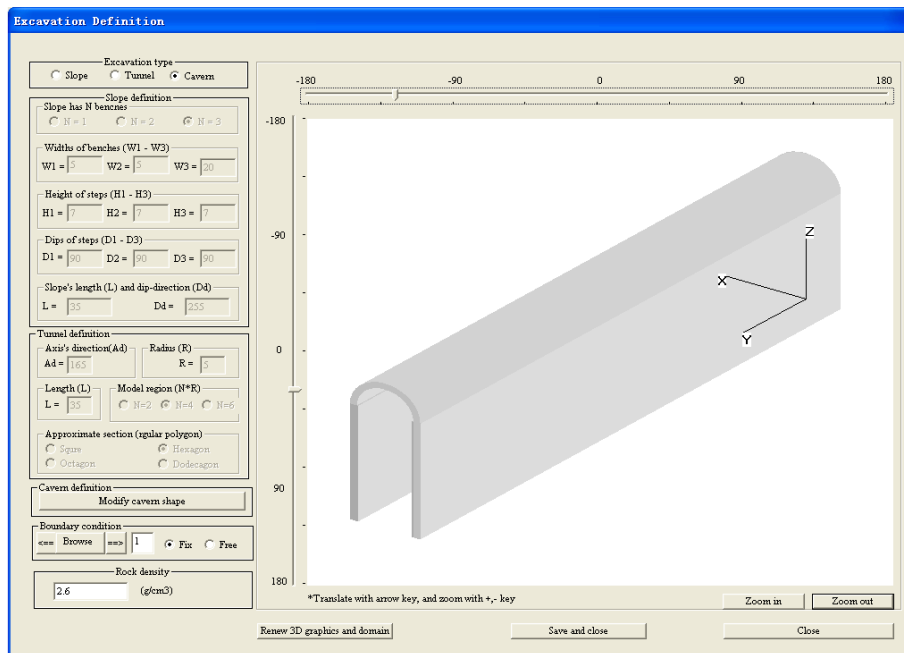 Excavation Definition
Excavation type
Slope Tunnel Cavern
Slope definition
Slope has N benches
N = 1 N = 2 N = 3
Widths of benches (W1 - W3)
W1 = 5 W2 = 5 W3 = 20
Height of steps (H1 - H3)
H1 = 7 H2 = 7 H3 = 7
Dips of steps (D1 - D3)
D1 = 90 D2 = 90 D3 = 90
Slope's length (L) and dip-direction (Dd)
L = 35 Dd = 255
Tunnel definition
Axis's direction(Ad) Radius (R)
Ad = 165 R = 5
Length (L) Model region (N*R)
L = 35 N=2 N=4 N=6
Approximate section (rgular polygon)
Squre Hexagon
Octagon Dodecagon
Cavern definition
Modify cavern shape
Boundary condition
<== Browse ==> 1 Fix Free
Rock density
2.6 (g/cm3)
-180 -90 0 90 180
-180
-90
0
90
180
Z
X
Y
*Translate with arrow key, and zoom with +,- key
Zoom in Zoom out
Renew 3D graphics and domain Save and close Close